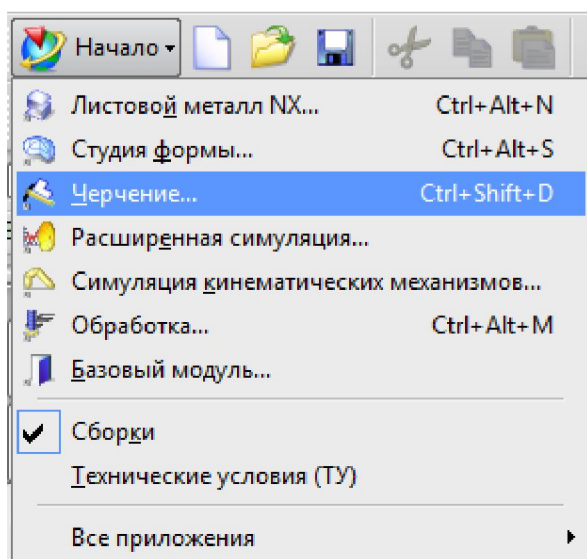 Начало
Листовой металл NX... Ctrl+Alt+N
Студия формы... Ctrl+Alt+S
Черчение... Ctrl+Shift+D
Расширенная симуляция...
Симуляция кинематических механизмов...
Обработка... Ctrl+Alt+M
Базовый модуль...
Сборки
Технические условия (ТУ)
Все приложения